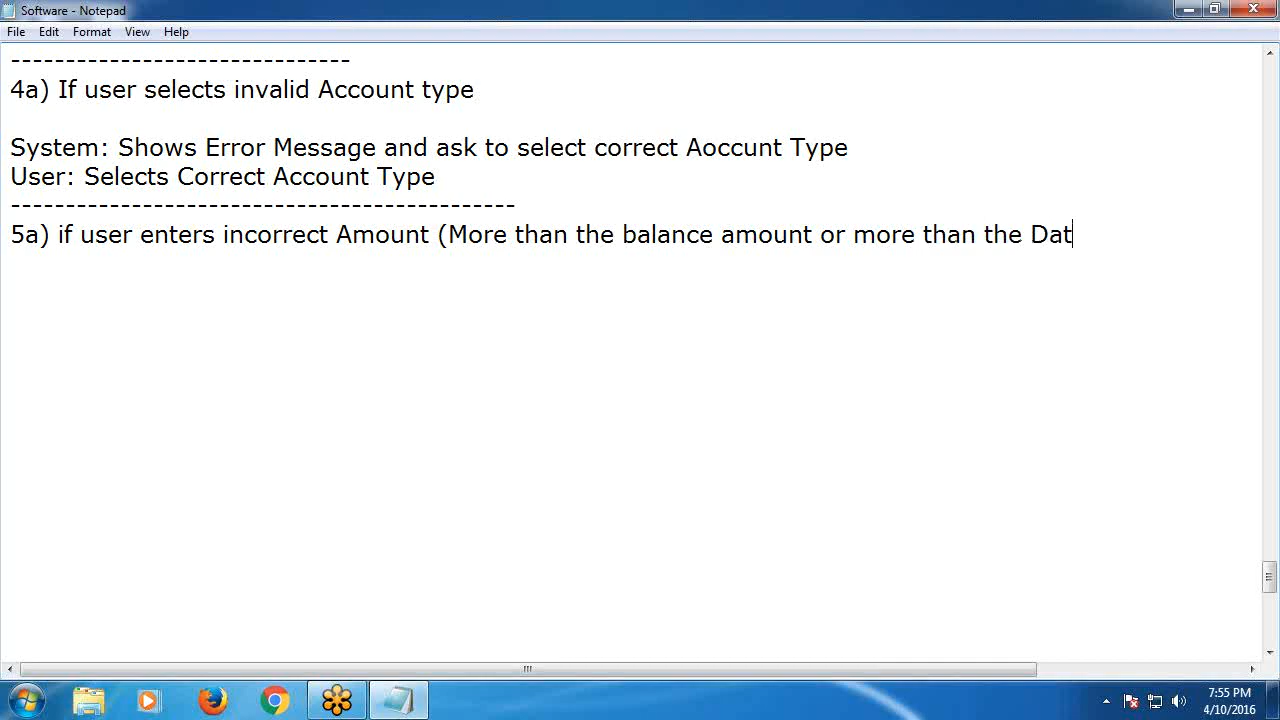 Software - Notepad
File Edit Format View Help
-------------------------------
4a) If user selects invalid Account type
System: Shows Error Message and ask to select correct Aoccunt Type
User: Selects Correct Account Type
----------------------------------------------
5a) if user enters incorrect Amount (More than the balance amount or more than the Dat
7:55 PM
4/10/2016